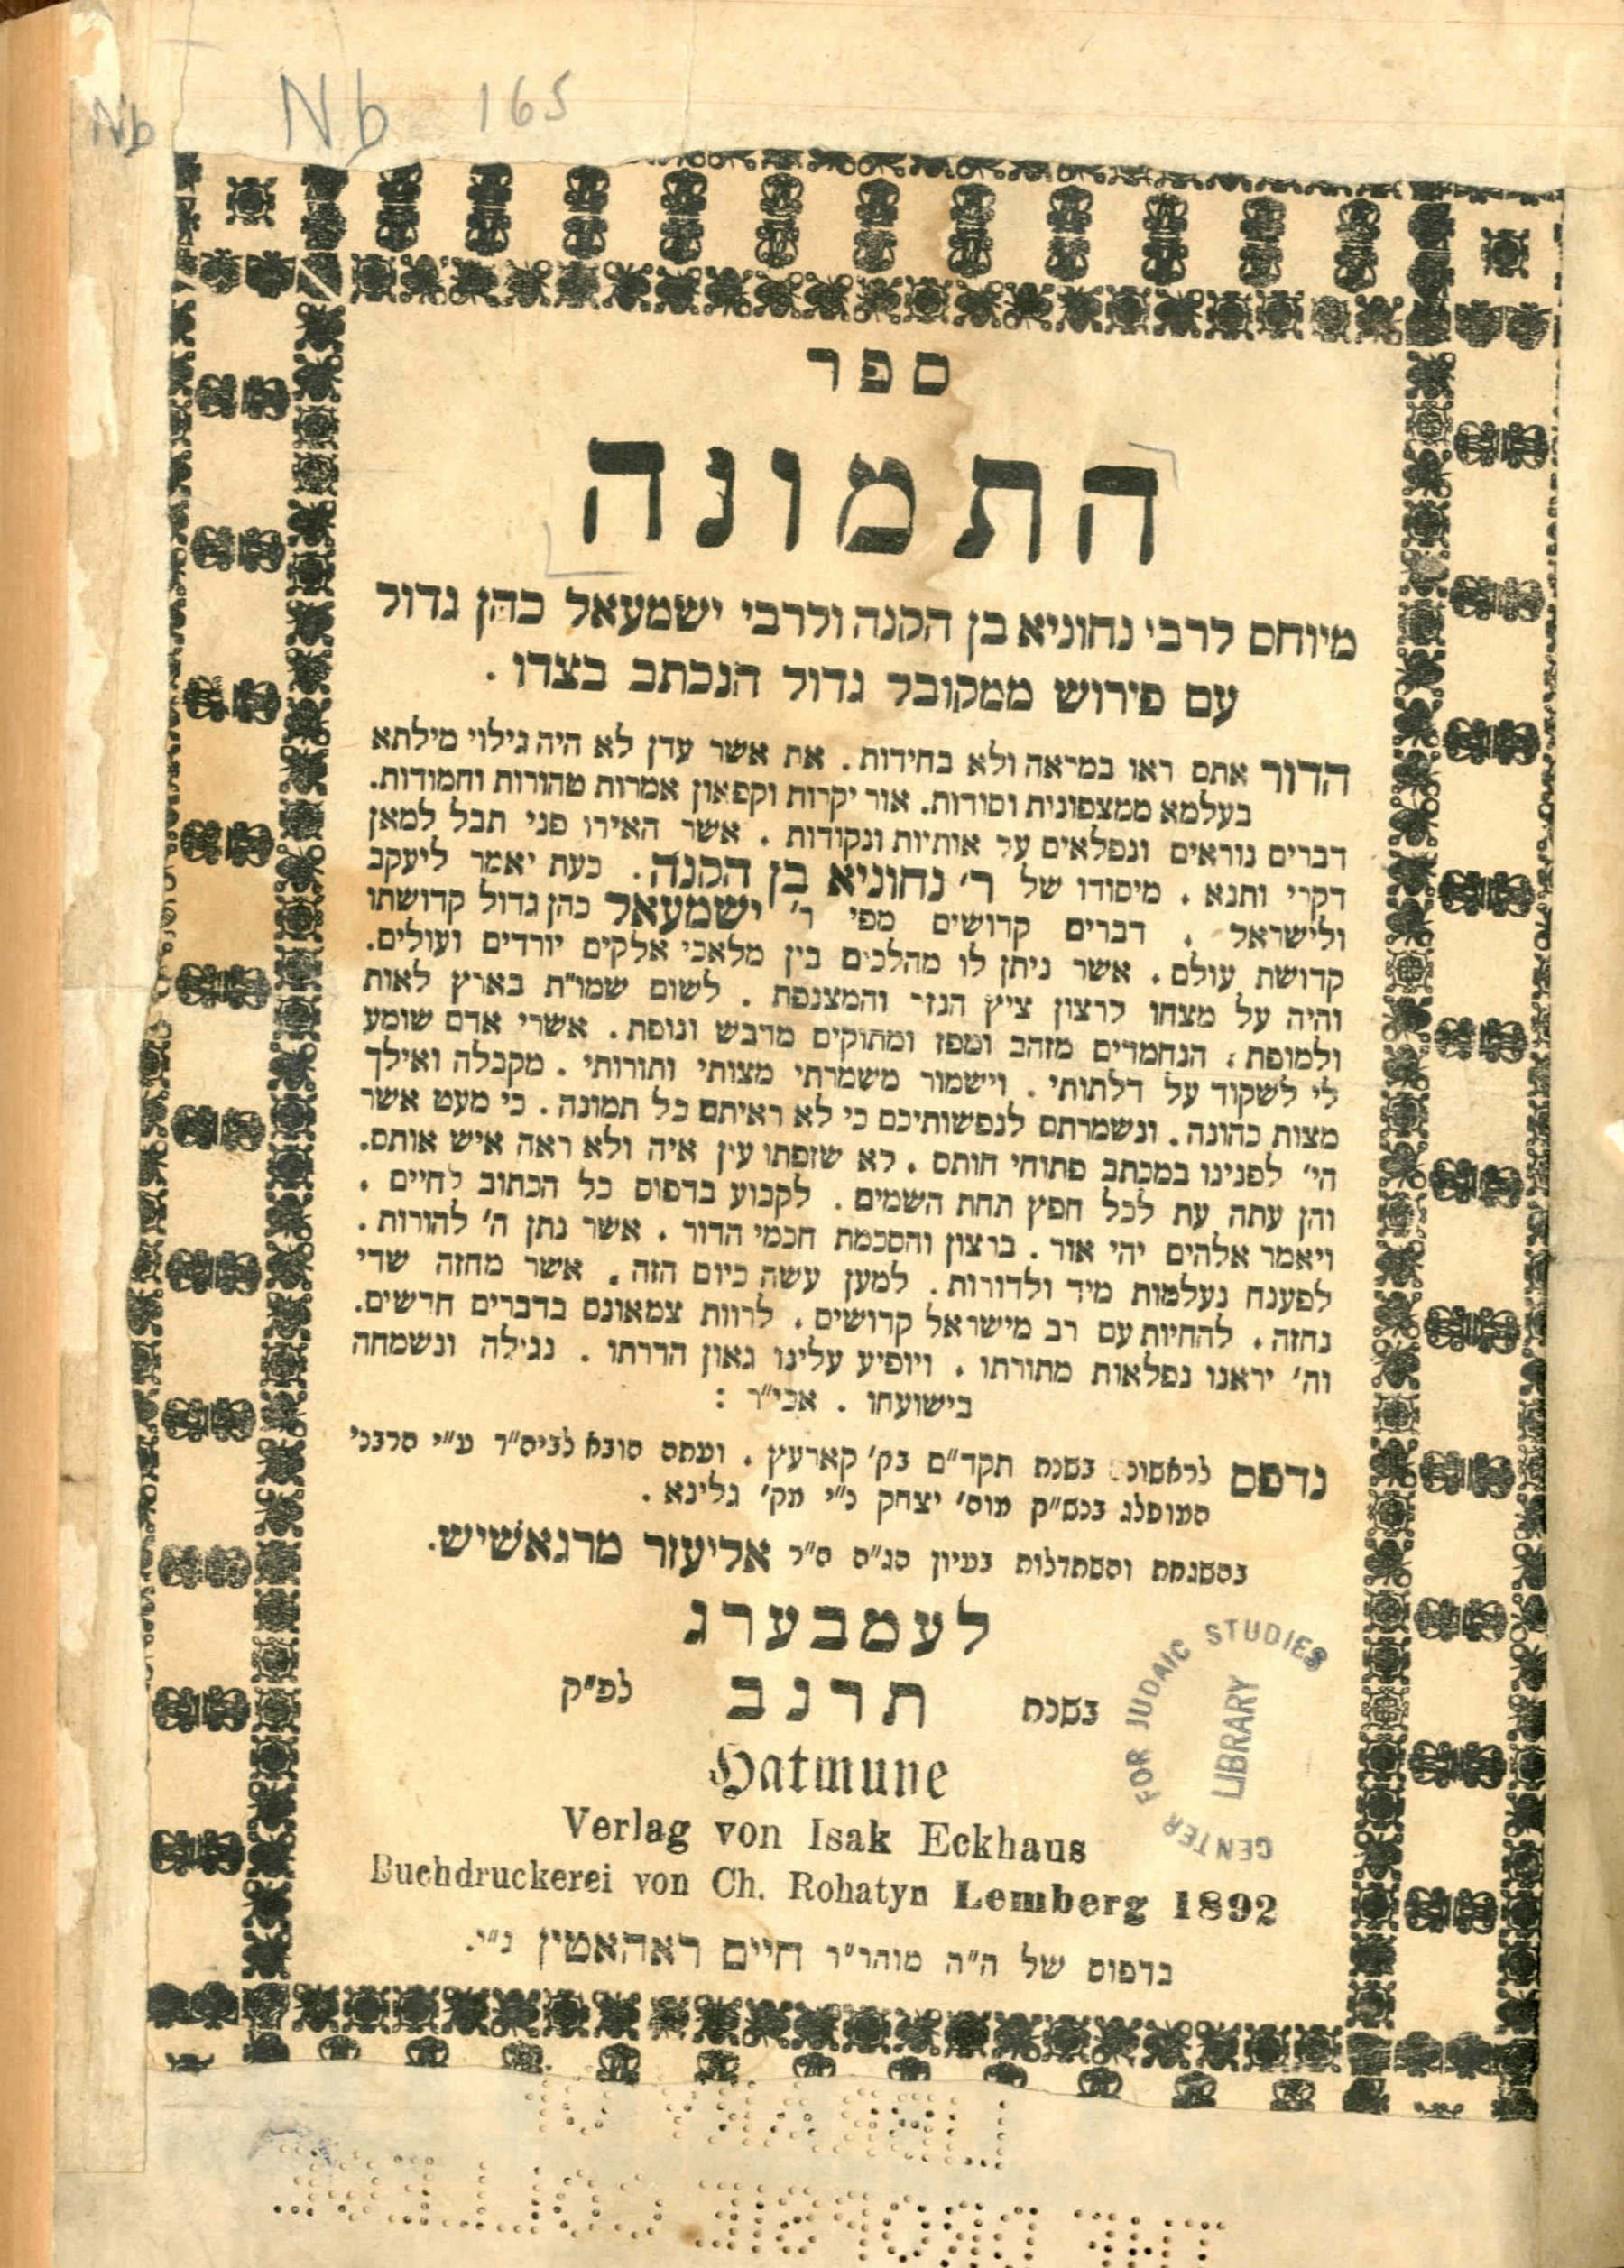 Nb
Nb 165
ספר
התמונה
מיוחס לרבי נחוניא בן הקנה ולרבי ישמעאל כהן גדול
עם פירוש ממקובל גדול הנכתב בצדו .
הדור אתם ראו במראה ולא בחידות . את אשר עדן לא היה גילוי מילתא
בעלמא ממצפונית וסודות. אור יקרות וקפאון אמרות טהורות וחמודות.
דברים נוראים ונפלאים על אותיות ונקודות . אשר האירו פני תבל למאן
דקרי ותנא . מיסודו של ר׳ נחוניא בן הקנה . כעת יאמר ליעקב
ולישראל . דברים קדושים מפי ר׳ ישמעאל כהן גדול קדושתו
קדושת עולם . אשר ניתן לו מהלכים בין מלאכי אלקים יורדים ועולים.
והיה על מצחו לרצון ציץ הנזר והמצנפת . לשום שמו״ת בארץ לאות
ולמופת : הנחמדים מזהב ומפז ומתוקים מדבש ונופת . אשרי אדם שומע
לי לשקוד על דלתותי . וישמור משמרתי מצותי ותורותי . מקבלה ואילך
מצות כהונה . ונשמרתם לנפשותיכם כי לא ראיתם כל תמונה . כי מעט אשר
הי׳ לפנינו במכתב פתוחי חותם . לא שזפתו עין איה ולא ראה איש אותם.
והן עתה עת לכל חפץ תחת השמים . לקבוע בדפוס כל הכתוב לחיים .
ויאמר אלהים יהי אור . ברצון והסכמת חכמי הדור . אשר נתן ה׳ להורות .
לפענח נעלמות מיד ולדורות . למען עשה כיום הזה . אשר מחזה שדי
נחזה . להחיות עם רב מישראל קדושים . לרוות צמאונם בדברים חדשים.
וה׳ יראנו נפלאות מתורתו . ויופיע עלינו גאון הדרתו . נגילה ונשמחה
בישועתו . אכי״ר :
נדפס לראשונה בשנת תקד״ם בק׳ קארעץ . ועתה הובא לביה״ד ע״י הרבני
המופלג בנש״ק מוה׳ יצחק נ״י מק׳ גלינא .
בהשגחת והשתדלות בעיון הג״ה ה״ר אליעזר מרגאשיש.
לעמבערג
בשנת תרנב לפ״ק
Hatmune
Verlag von Isak Eckhaus
Buchdruckerei von Ch. Rohatyn Lemberg 1892
בדפוס של ה״ה מוהר״ר חיים ראהאטין נ״י.
CENTER FOR JUDAIC STUDIES
LIBRARY